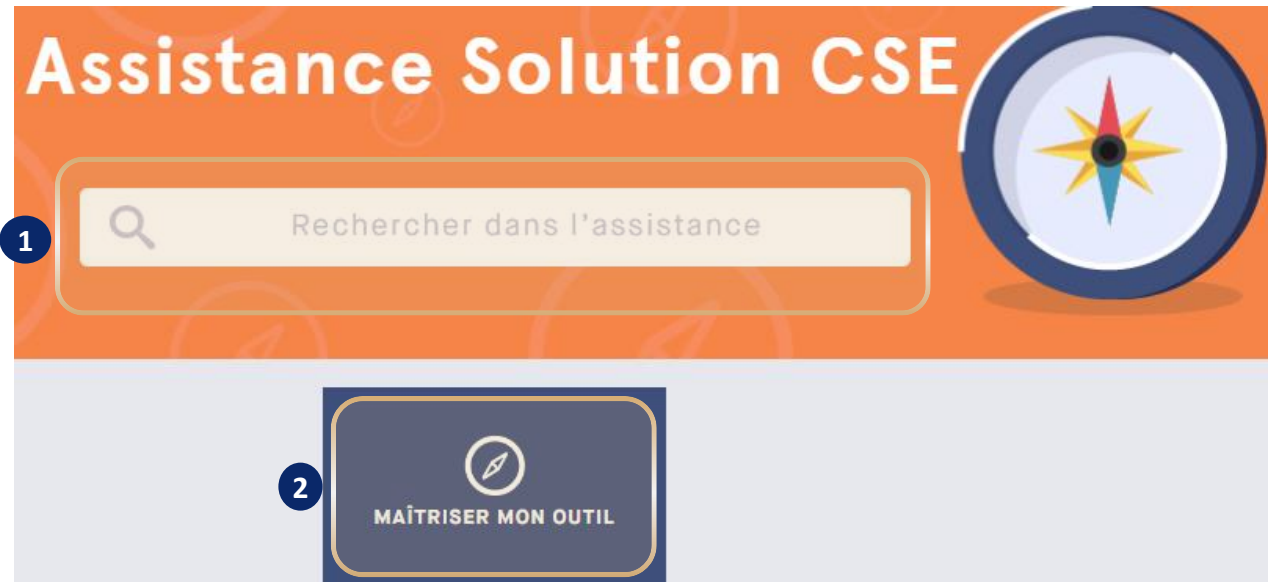 Assistance Solution CSE
1
Rechercher dans l'assistance
2
MAÎTRISER MON OUTIL